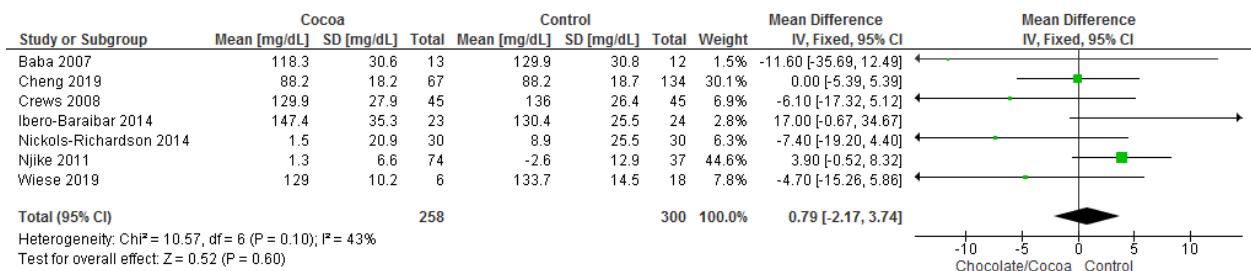 Cocoa Control Mean Difference Mean Difference
Study or Subgroup Mean [mg/dL] SD [mg/dL] Total Mean [mg/dL] SD [mg/dL] Total Weight IV, Fixed, 95% CI IV, Fixed, 95% CI
Baba 2007 118.3 30.6 13 129.9 30.8 12 1.5% -11.60 [-35.69, 12.49]
Cheng 2019 88.2 18.2 67 88.2 18.7 134 30.1% 0.00 [-5.39, 5.39]
Crews 2008 129.9 27.9 45 136 26.4 45 6.9% -6.10 [-17.32, 5.12]
Ibero-Baraibar 2014 147.4 35.3 23 130.4 25.5 24 2.8% 17.00 [-0.67, 34.67]
Nickols-Richardson 2014 1.5 20.9 30 8.9 25.5 30 6.3% -7.40 [-19.20, 4.40]
Njike 2011 1.3 6.6 74 -2.6 12.9 37 44.6% 3.90 [-0.52, 8.32]
Wiese 2019 129 10.2 6 133.7 14.5 18 7.8% -4.70 [-15.26, 5.86]
Total (95% CI) 258 300 100.0% 0.79 [-2.17, 3.74]
Heterogeneity: Chi² = 10.57, df = 6 (P = 0.10); I² = 43%
Test for overall effect: Z = 0.52 (P = 0.60)
-10 -5 0 5 10
Chocolate/Cocoa Control